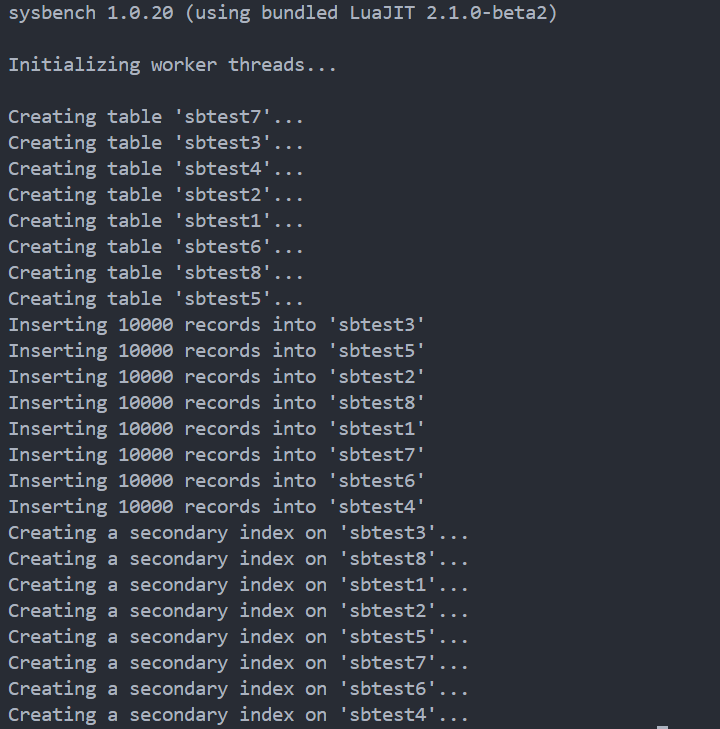 sysbench 1.0.20 (using bundled LuaJIT 2.1.0-beta2)
Initializing worker threads...
Creating table 'sbtest7'...
Creating table 'sbtest3'...
Creating table 'sbtest4'...
Creating table 'sbtest2'...
Creating table 'sbtest1'...
Creating table 'sbtest6'...
Creating table 'sbtest8'...
Creating table 'sbtest5'...
Inserting 10000 records into 'sbtest3'
Inserting 10000 records into 'sbtest5'
Inserting 10000 records into 'sbtest2'
Inserting 10000 records into 'sbtest8'
Inserting 10000 records into 'sbtest1'
Inserting 10000 records into 'sbtest7'
Inserting 10000 records into 'sbtest6'
Inserting 10000 records into 'sbtest4'
Creating a secondary index on 'sbtest3'...
Creating a secondary index on 'sbtest8'...
Creating a secondary index on 'sbtest1'...
Creating a secondary index on 'sbtest2'...
Creating a secondary index on 'sbtest5'...
Creating a secondary index on 'sbtest7'...
Creating a secondary index on 'sbtest6'...
Creating a secondary index on 'sbtest4'...